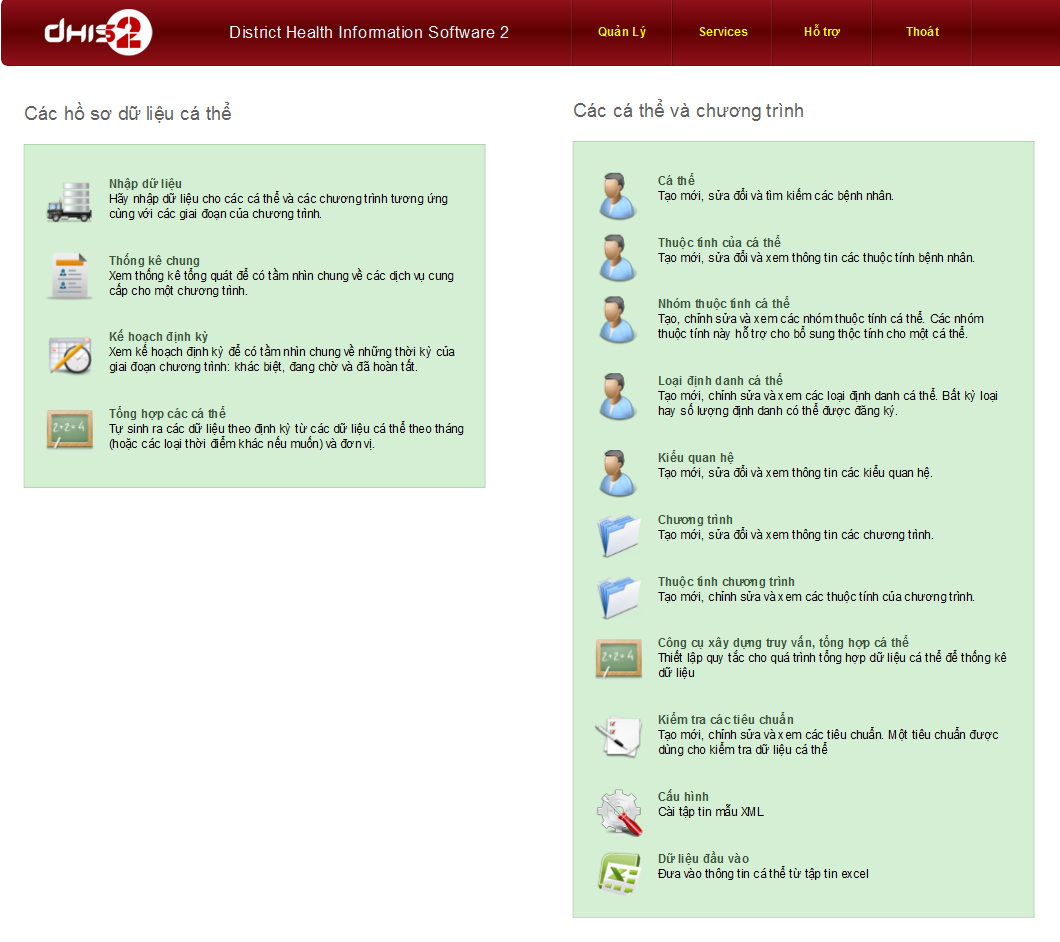 dhis2
District Health Information Software 2
Quản Lý
Services
Hỗ trợ
Thoát
Các hồ sơ dữ liệu cá thể
Nhập dữ liệu
Hãy nhập dữ liệu cho các cá thể và các chương trình tương ứng
cùng với các giai đoạn của chương trình.
Thống kê chung
Xem thống kê tổng quát để có tầm nhìn chung về các dịch vụ cung
cấp cho một chương trình.
Kế hoạch định kỳ
Xem kế hoạch định kỳ để có tầm nhìn chung về những thời kỳ của
giai đoạn chương trình: khác biệt, đang chờ và đã hoàn tất.
2+2=4
Tổng hợp các cá thể
Tự sinh ra các dữ liệu theo định kỳ từ các dữ liệu cá thể theo tháng
(hoặc các loại thời điểm khác nếu muốn) và đơn vị.
Các cá thể và chương trình
Cá thể
Tạo mới, sửa đổi và tìm kiếm các bệnh nhân.
Thuộc tính của cá thể
Tạo mới, sửa đổi và xem thông tin các thuộc tính bệnh nhân.
Nhóm thuộc tính cá thể
Tạo, chỉnh sửa và xem các nhóm thuộc tính cá thể. Các nhóm
thuộc tính này hỗ trợ cho bổ sung thộc tính cho một cá thể.
Loại định danh cá thể
Tạo mới, chỉnh sửa và xem các loại định danh cá thể. Bất kỳ loại
hay số lượng định danh có thể được đăng ký.
Kiểu quan hệ
Tạo mới, sửa đổi và xem thông tin các kiểu quan hệ.
Chương trình
Tạo mới, sửa đổi và xem thông tin các chương trình.
Thuộc tính chương trình
Tạo mới, chỉnh sửa và xem các thuộc tính của chương trình.
2+2=4
Công cụ xây dựng truy vấn, tổng hợp cá thể
Thiết lập quy tắc cho quá trình tổng hợp dữ liệu cá thể để thống kê
dữ liệu
Kiểm tra các tiêu chuẩn
Tạo mới, chỉnh sửa và xem các tiêu chuẩn. Một tiêu chuẩn được
dùng cho kiểm tra dữ liệu cá thể
Cấu hình
Cài tập tin mẫu XML
Dữ liệu đầu vào
Đưa vào thông tin cá thể từ tập tin excel